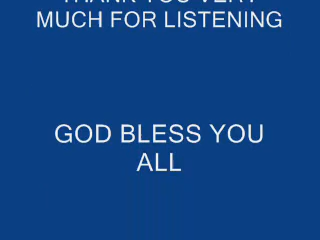 THANK YOU VERY
MUCH FOR LISTENING
GOD BLESS YOU
ALL